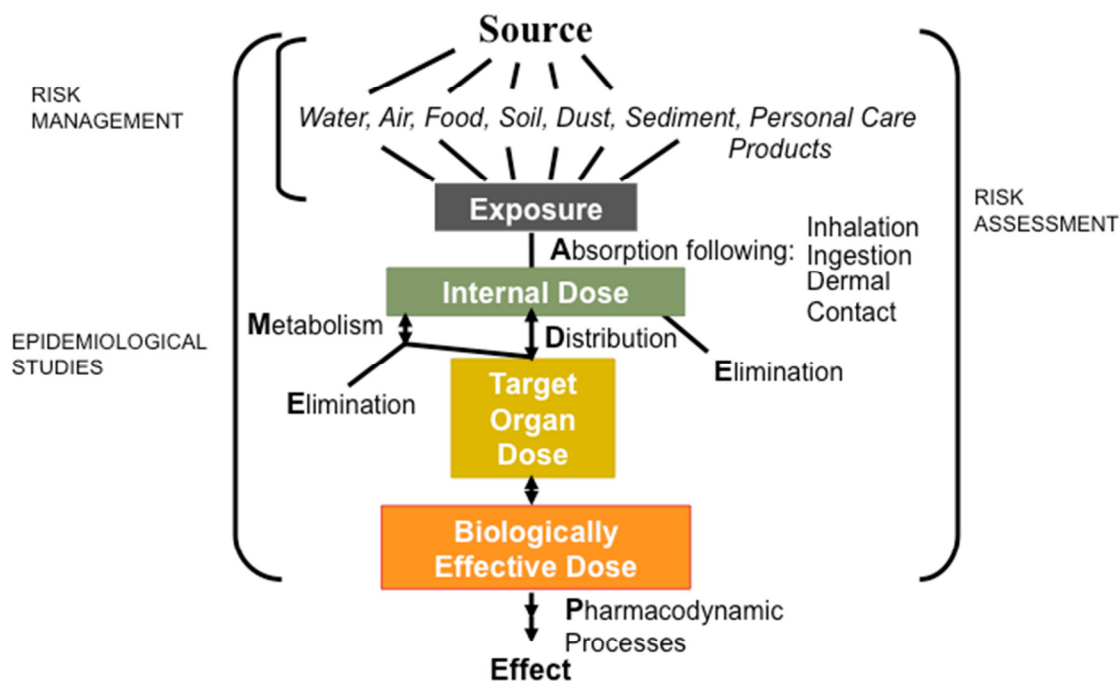 Source
RISK
MANAGEMENT
Water, Air, Food, Soil, Dust, Sediment, Personal Care
Products
Exposure
RISK
ASSESSMENT
Absorption following:
Inhalation
Ingestion
Dermal
Contact
Internal Dose
Metabolism
Distribution
EPIDEMIOLOGICAL
STUDIES
Elimination
Elimination
Target
Organ
Dose
Biologically
Effective Dose
Pharmacodynamic
Processes
Effect